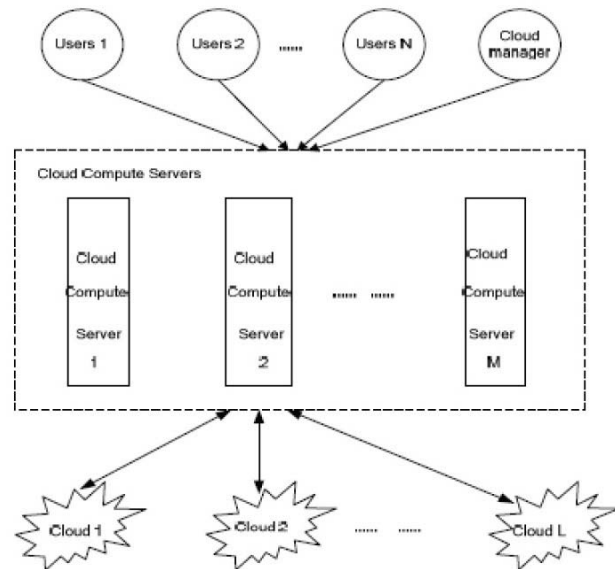 Users 1
Users 2
......
Users N
Cloud
manager
Cloud Compute Servers
Cloud
Compute
Server
1
Cloud
Compute
Server
2
...... ......
Cloud
Compute
Server
M
Cloud 1
Cloud 2
...... ......
Cloud L